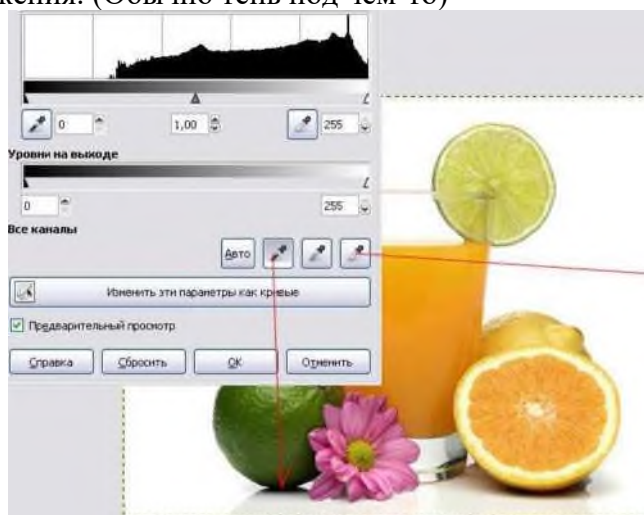 жения. (Обычно тень под чем-то)
0 1,00 255
Уровни на выходе
0 255
Все каналы
Авто
Изменить эти параметры как кривые
Предварительный просмотр
Справка Сбросить ОК Отменить